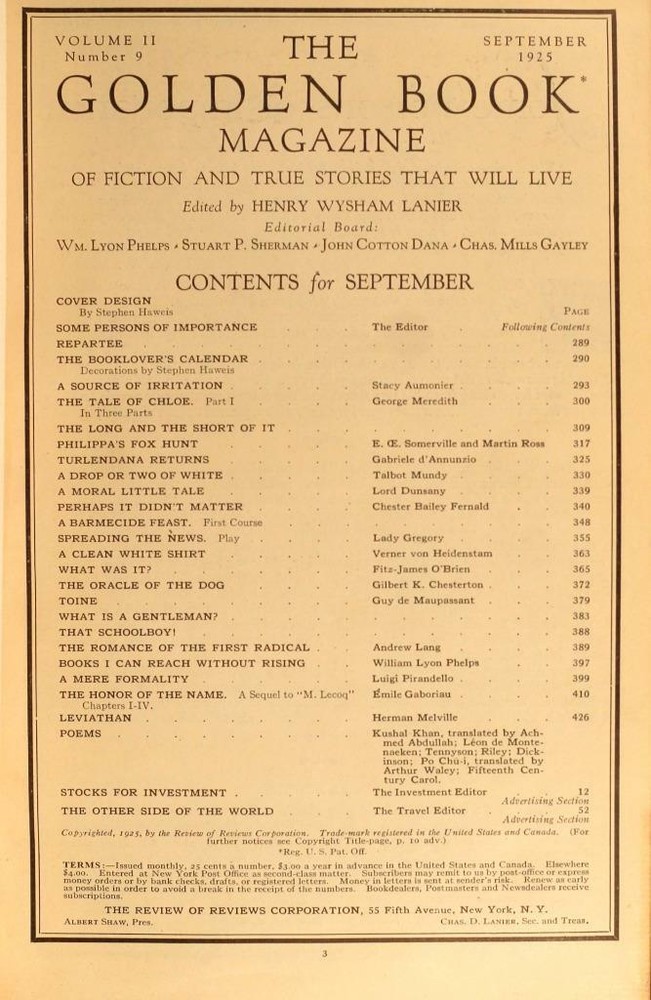 VOLUME II
Number 9
THE
SEPTEMBER
1925
GOLDEN BOOK*
MAGAZINE
OF FICTION AND TRUE STORIES THAT WILL LIVE
Edited by HENRY WYSHAM LANIER
Editorial Board:
WM. LYON PHELPS • STUART P. SHERMAN • JOHN COTTON DANA • CHAS. MILLS GAYLEY
CONTENTS for SEPTEMBER
COVER DESIGN
By Stephen Haweis
PAGE
SOME PERSONS OF IMPORTANCE . . . The Editor . Following Contents
REPARTEE . . . . . . . . . 289
THE BOOKLOVER'S CALENDAR . . . . . . . . 290
Decorations by Stephen Haweis
A SOURCE OF IRRITATION . . . . Stacy Aumonier . . . 293
THE TALE OF CHLOE. Part I . . . George Meredith . . . 300
In Three Parts
THE LONG AND THE SHORT OF IT . . . . . . . . 309
PHILIPPA'S FOX HUNT . . . . E. Œ. Somerville and Martin Ross 317
TURLENDANA RETURNS . . . . Gabriele d'Annunzio . . . 325
A DROP OR TWO OF WHITE . . . . Talbot Mundy . . . 330
A MORAL LITTLE TALE . . . . Lord Dunsany . . . 339
PERHAPS IT DIDN'T MATTER . . . . Chester Bailey Fernald . . 340
A BARMECIDE FEAST. First Course . . . . . . . 348
SPREADING THE NEWS. Play . . . . Lady Gregory . . . 355
A CLEAN WHITE SHIRT . . . . Verner von Heidenstam . . 363
WHAT WAS IT? . . . . . Fitz-James O'Brien . . . 365
THE ORACLE OF THE DOG . . . . Gilbert K. Chesterton . . . 372
TOINE . . . . . . Guy de Maupassant . . . 379
WHAT IS A GENTLEMAN? . . . . . . . . . 383
THAT SCHOOLBOY! . . . . . . . . . 388
THE ROMANCE OF THE FIRST RADICAL . . Andrew Lang . . . 389
BOOKS I CAN REACH WITHOUT RISING . . William Lyon Phelps . . 397
A MERE FORMALITY . . . . Luigi Pirandello . . . 399
THE HONOR OF THE NAME. A Sequel to "M. Lecoq" Émile Gaboriau . . . 410
Chapters I-IV.
LEVIATHAN . . . . . . Herman Melville . . . 426
POEMS . . . . . . . Kushal Khan, translated by Ach-
med Abdullah; Léon de Monte-
naeken; Tennyson; Riley; Dick-
inson; Po Chü-i, translated by
Arthur Waley; Fifteenth Cen-
tury Carol.
STOCKS FOR INVESTMENT . . . . The Investment Editor . . 12
Advertising Section
THE OTHER SIDE OF THE WORLD . . . The Travel Editor . . 52
Advertising Section
Copyrighted, 1925, by the Review of Reviews Corporation. Trade-mark registered in the United States and Canada. (For
further notices see Copyright Title-page, p. 10 adv.)
*Reg. U. S. Pat. Off.
TERMS:—Issued monthly, 25 cents a number, $3.00 a year in advance in the United States and Canada. Elsewhere
$4.00. Entered at New York Post Office as second-class matter. Subscribers may remit to us by post-office or express
money orders or by bank checks, drafts, or registered letters. Money in letters is sent at sender's risk. Renew as early
as possible in order to avoid a break in the receipt of the numbers. Bookdealers, Postmasters and Newsdealers receive
subscriptions.
THE REVIEW OF REVIEWS CORPORATION, 55 Fifth Avenue, New York, N. Y.
ALBERT SHAW, Pres.
CHAS. D. LANIER, Sec. and Treas.
3